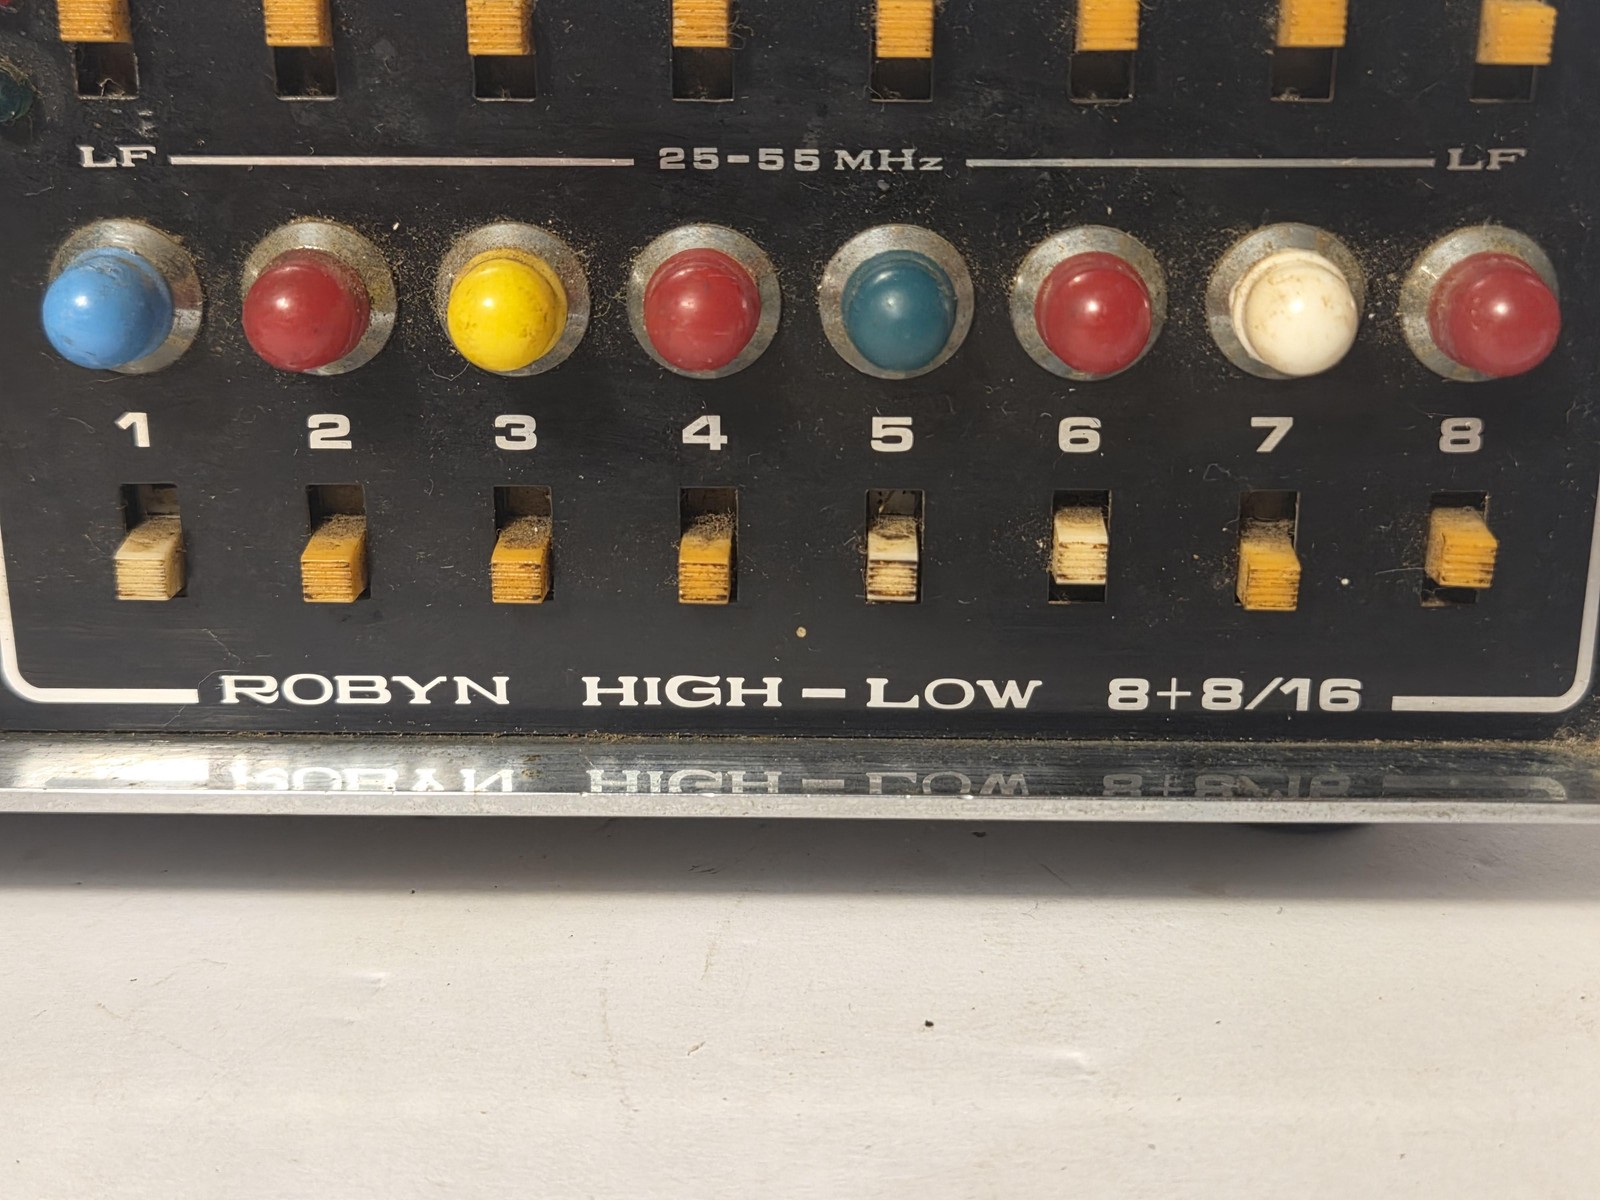 LF 25-55 MHz LF
1 2 3 4 5 6 7 8
ROBYN HIGH-LOW 8+8/16